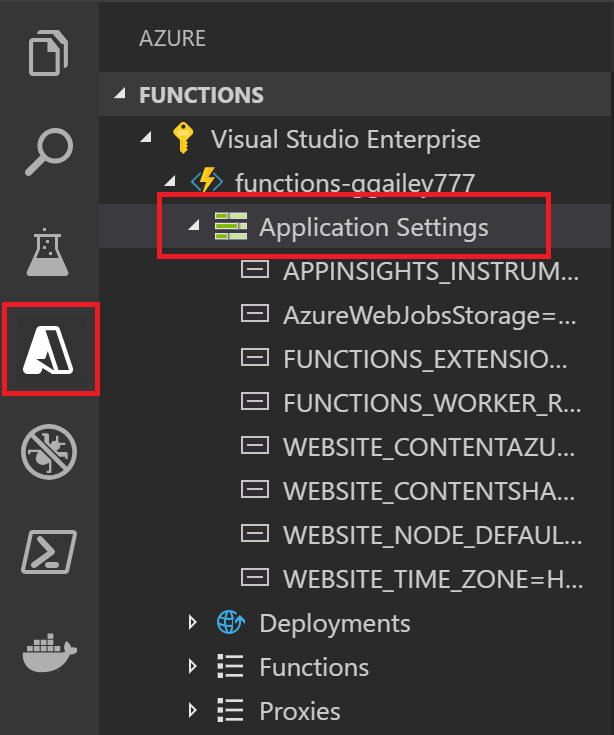 AZURE
FUNCTIONS
Visual Studio Enterprise
functions-ggailey777
Application Settings
APPINSIGHTS_INSTRUM...
AzureWebJobsStorage=...
FUNCTIONS_EXTENSIO...
FUNCTIONS_WORKER_R...
WEBSITE_CONTENTAZU...
WEBSITE_CONTENTSHA...
WEBSITE_NODE_DEFAUL...
WEBSITE_TIME_ZONE=H...
Deployments
Functions
Proxies